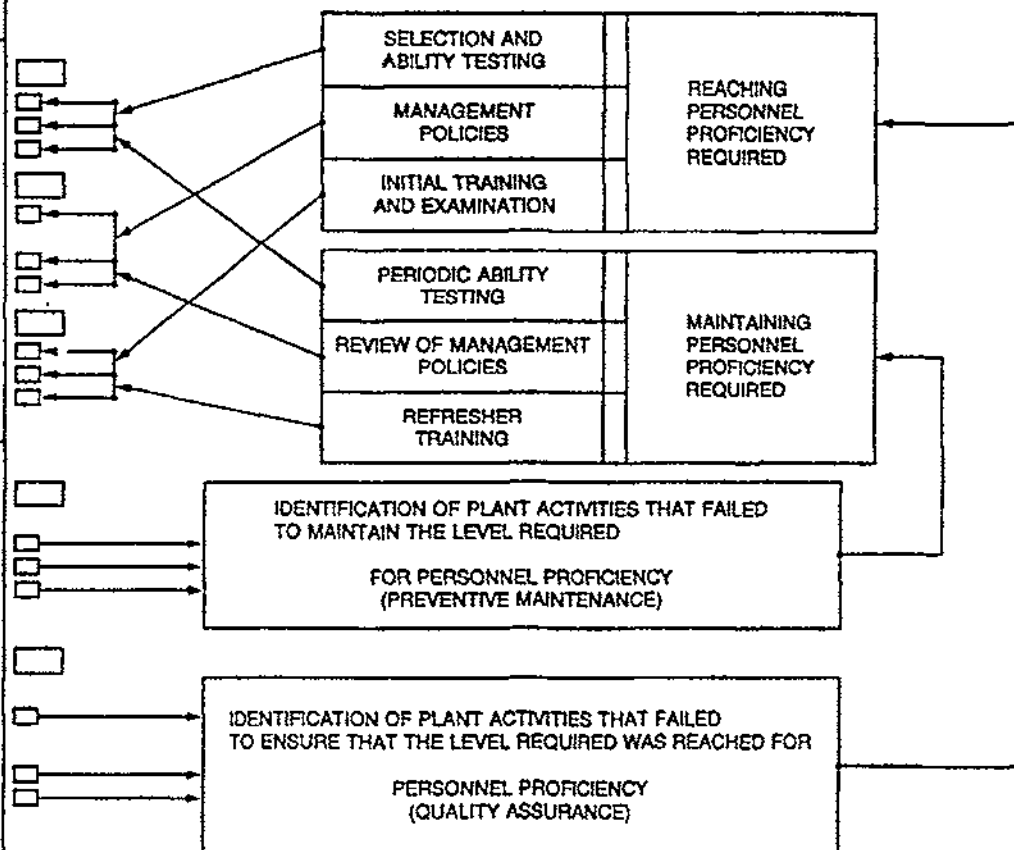 SELECTION AND
ABILITY TESTING
MANAGEMENT
POLICIES
INITIAL TRAINING
AND EXAMINATION
REACHING
PERSONNEL
PROFICIENCY
REQUIRED
PERIODIC ABILITY
TESTING
REVIEW OF MANAGEMENT
POLICIES
REFRESHER
TRAINING
MAINTAINING
PERSONNEL
PROFICIENCY
REQUIRED
IDENTIFICATION OF PLANT ACTIVITIES THAT FAILED
TO MAINTAIN THE LEVEL REQUIRED
FOR PERSONNEL PROFICIENCY
(PREVENTIVE MAINTENANCE)
IDENTIFICATION OF PLANT ACTIVITIES THAT FAILED
TO ENSURE THAT THE LEVEL REQUIRED WAS REACHED FOR
PERSONNEL PROFICIENCY
(QUALITY ASSURANCE)